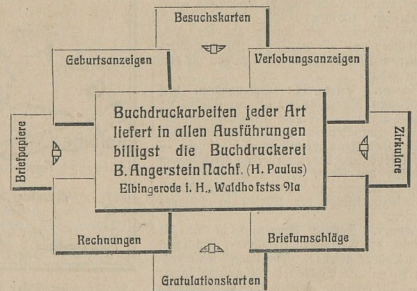 Besuchskarten
Geburtsanzeigen
Verlobungsanzeigen
Briefpapiere
Buchdruckarbeiten jeder Art
liefert in allen Ausführungen
billigst die Buchdruckerei
B. Angerstein Nachf. (H. Paulus)
Elbingerode i. H., Waldhofstss 91a
Zirkulare
Rechnungen
Briefumschläge
Gratulationskarten